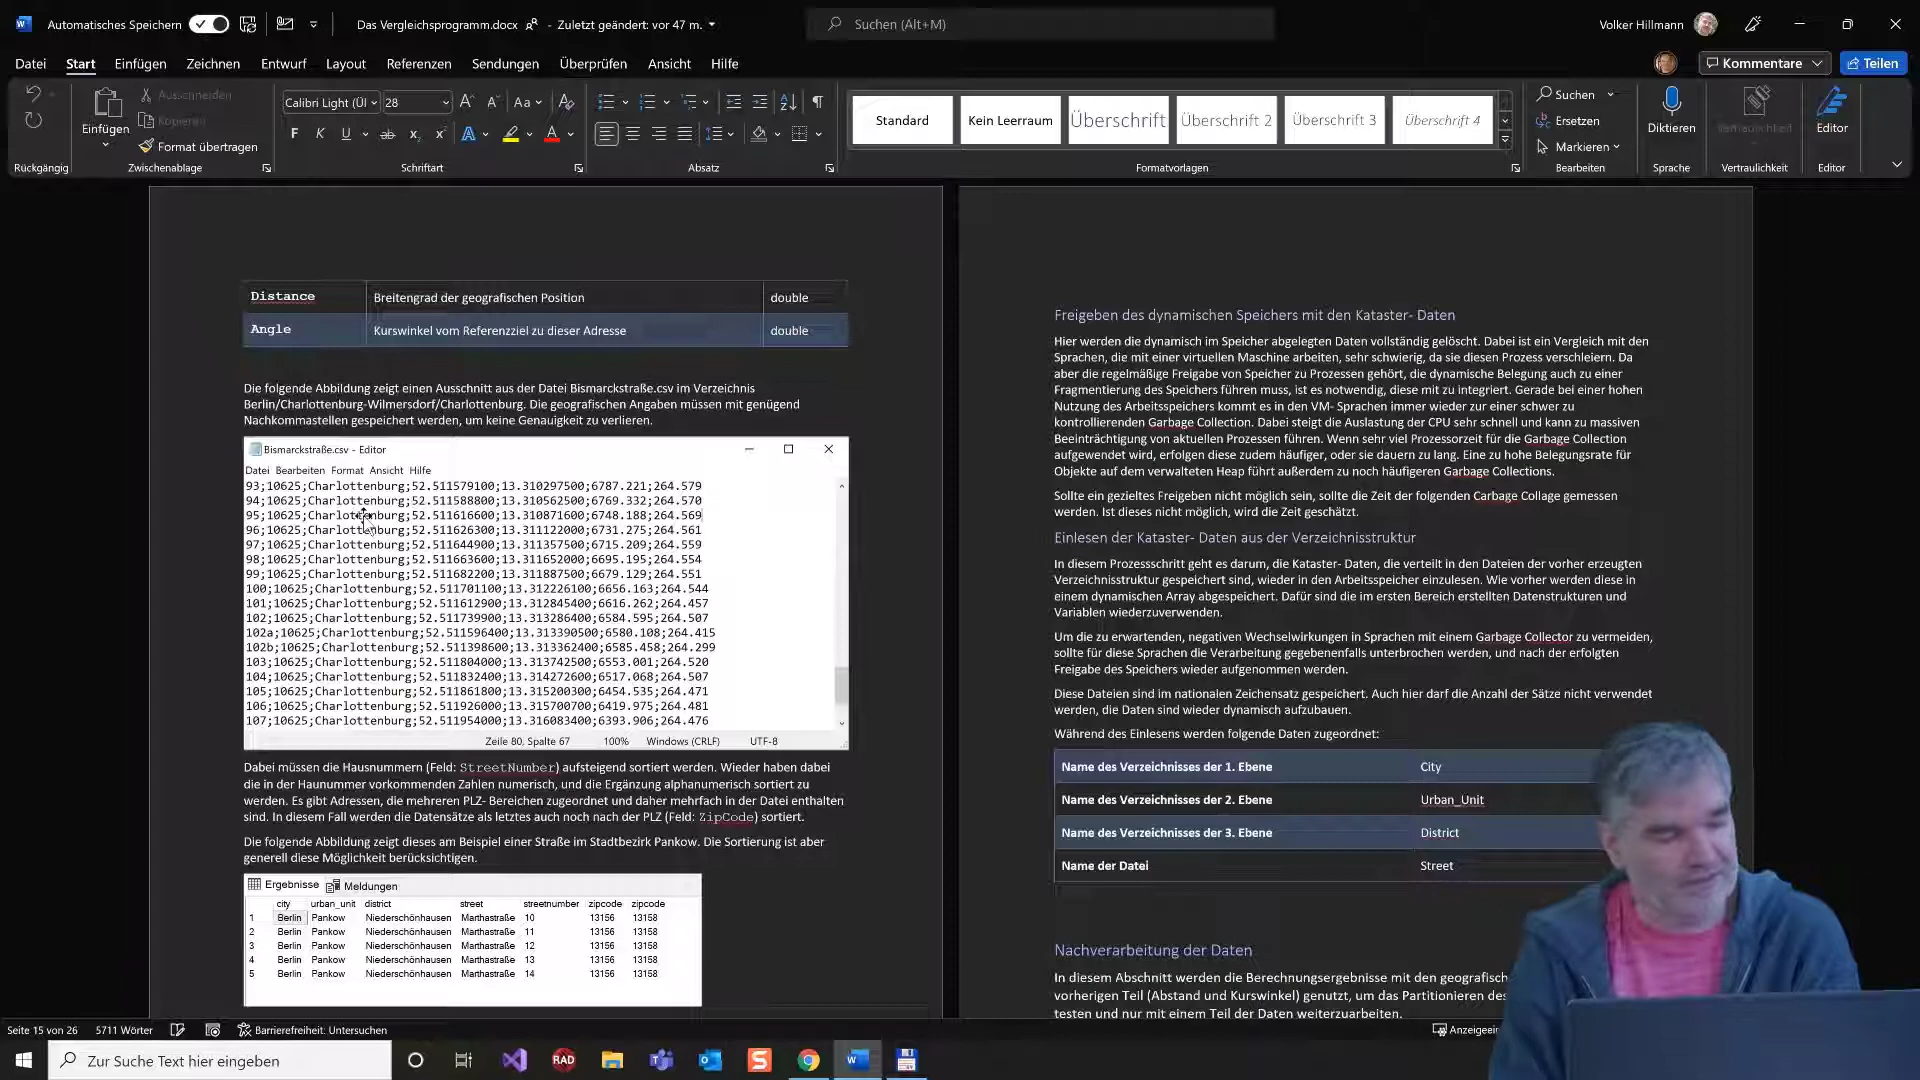 Automatisches Speichern
Das Vergleichsprogramm.docx
- Zuletzt geändert: vor 47 m.
Suchen (Alt+M)
Volker Hillmann
Datei Start Einfügen Zeichnen Entwurf Layout Referenzen Sendungen Überprüfen Ansicht Hilfe
Kommentare
Teilen
Einfügen
Ausschneiden
Kopieren
Format übertragen
Calibri Light (Ül
28
Standard
Kein Leerraum
Überschrift
Überschrift 2
Überschrift 3
Überschrift 4
Suchen
Ersetzen
Markieren
Diktieren
Vertraulichkeit
Editor
Rückgängig
Zwischenablage
Schriftart
Absatz
Formatvorlagen
Bearbeiten
Sprache
Vertraulichkeit
Editor
Distance Breitengrad der geografischen Position double
Angle Kurswinkel vom Referenzziel zu dieser Adresse double
Die folgende Abbildung zeigt einen Ausschnitt aus der Datei Bismarckstraße.csv im Verzeichnis
Berlin/Charlottenburg-Wilmersdorf/Charlottenburg. Die geografischen Angaben müssen mit genügend
Nachkommastellen gespeichert werden, um keine Genauigkeit zu verlieren.
Bismarckstraße.csv - Editor
Datei Bearbeiten Format Ansicht Hilfe
93;10625;Charlottenburg;52.511579100;13.310297500;6787.221;264.579
94;10625;Charlottenburg;52.511588800;13.310562500;6769.332;264.570
95;10625;Charlottenburg;52.511616600;13.310871600;6748.188;264.569
96;10625;Charlottenburg;52.511626300;13.311122000;6731.275;264.561
97;10625;Charlottenburg;52.511644900;13.311357500;6715.209;264.559
98;10625;Charlottenburg;52.511663600;13.311652000;6695.195;264.554
99;10625;Charlottenburg;52.511682200;13.311887500;6679.129;264.551
100;10625;Charlottenburg;52.511701100;13.312226100;6656.163;264.544
101;10625;Charlottenburg;52.511612900;13.312845400;6616.262;264.457
102;10625;Charlottenburg;52.511739900;13.313286400;6584.595;264.507
102a;10625;Charlottenburg;52.511596400;13.313390500;6580.108;264.415
102b;10625;Charlottenburg;52.511398600;13.313362400;6585.458;264.299
103;10625;Charlottenburg;52.511804000;13.313742500;6553.001;264.520
104;10625;Charlottenburg;52.511832400;13.314272600;6517.068;264.507
105;10625;Charlottenburg;52.511861800;13.315200300;6454.535;264.471
106;10625;Charlottenburg;52.511926000;13.315700700;6419.975;264.481
107;10625;Charlottenburg;52.511954000;13.316083400;6393.906;264.476
Zeile 80, Spalte 67 100% Windows (CRLF) UTF-8
Dabei müssen die Hausnummern (Feld: StreetNumber) aufsteigend sortiert werden. Wieder haben dabei
die in der Haunummer vorkommenden Zahlen numerisch, und die Ergänzung alphanumerisch sortiert zu
werden. Es gibt Adressen, die mehreren PLZ- Bereichen zugeordnet und daher mehrfach in der Datei enthalten
sind. In diesem Fall werden die Datensätze als letztes auch noch nach der PLZ (Feld: ZipCode) sortiert.
Die folgende Abbildung zeigt dieses am Beispiel einer Straße im Stadtbezirk Pankow. Die Sortierung ist aber
generell diese Möglichkeit berücksichtigen.
Ergebnisse Meldungen
city urban_unit district street streetnumber zipcode zipcode
1 Berlin Pankow Niederschönhausen Marthastraße 10 13156 13158
2 Berlin Pankow Niederschönhausen Marthastraße 11 13156 13158
3 Berlin Pankow Niederschönhausen Marthastraße 12 13156 13158
4 Berlin Pankow Niederschönhausen Marthastraße 13 13156 13158
5 Berlin Pankow Niederschönhausen Marthastraße 14 13156 13158
Freigeben des dynamischen Speichers mit den Kataster- Daten
Hier werden die dynamisch im Speicher abgelegten Daten vollständig gelöscht. Dabei ist ein Vergleich mit den
Sprachen, die mit einer virtuellen Maschine arbeiten, sehr schwierig, da sie diesen Prozess verschleiern. Da
aber die regelmäßige Freigabe von Speicher zu Prozessen gehört, die dynamische Belegung auch zu einer
Fragmentierung des Speichers führen muss, ist es notwendig, diese mit zu integriert. Gerade bei einer hohen
Nutzung des Arbeitsspeichers kommt es in den VM- Sprachen immer wieder zur einer schwer zu
kontrollierenden Garbage Collection. Dabei steigt die Auslastung der CPU sehr schnell und kann zu massiven
Beeinträchtigung von aktuellen Prozessen führen. Wenn sehr viel Prozessorzeit für die Garbage Collection
aufgewendet wird, erfolgen diese zudem häufiger, oder sie dauern zu lang. Eine zu hohe Belegungsrate für
Objekte auf dem verwalteten Heap führt außerdem zu noch häufigeren Garbage Collections.
Sollte ein gezieltes Freigeben nicht möglich sein, sollte die Zeit der folgenden Carbage Collage gemessen
werden. Ist dieses nicht möglich, wird die Zeit geschätzt.
Einlesen der Kataster- Daten aus der Verzeichnisstruktur
In diesem Prozessschritt geht es darum, die Kataster- Daten, die verteilt in den Dateien der vorher erzeugten
Verzeichnisstruktur gespeichert sind, wieder in den Arbeitsspeicher einzulesen. Wie vorher werden diese in
einem dynamischen Array abgespeichert. Dafür sind die im ersten Bereich erstellten Datenstrukturen und
Variablen wiederzuverwenden.
Um die zu erwartenden, negativen Wechselwirkungen in Sprachen mit einem Garbage Collector zu vermeiden,
sollte für diese Sprachen die Verarbeitung gegebenenfalls unterbrochen werden, und nach der erfolgten
Freigabe des Speichers wieder aufgenommen werden.
Diese Dateien sind im nationalen Zeichensatz gespeichert. Auch hier darf die Anzahl der Sätze nicht verwendet
werden, die Daten sind wieder dynamisch aufzubauen.
Während des Einlesens werden folgende Daten zugeordnet:
Name des Verzeichnisses der 1. Ebene City
Name des Verzeichnisses der 2. Ebene Urban_Unit
Name des Verzeichnisses der 3. Ebene District
Name der Datei Street
Nachverarbeitung der Daten
In diesem Abschnitt werden die Berechnungsergebnisse mit den geografisch
vorherigen Teil (Abstand und Kurswinkel) genutzt, um das Partitionieren des
testen und nur mit einem Teil der Daten weiterzuarbeiten.
Seite 15 von 26 5711 Wörter Barrierefreiheit: Untersuchen
Anzeigeein
Zur Suche Text hier eingeben
RAD